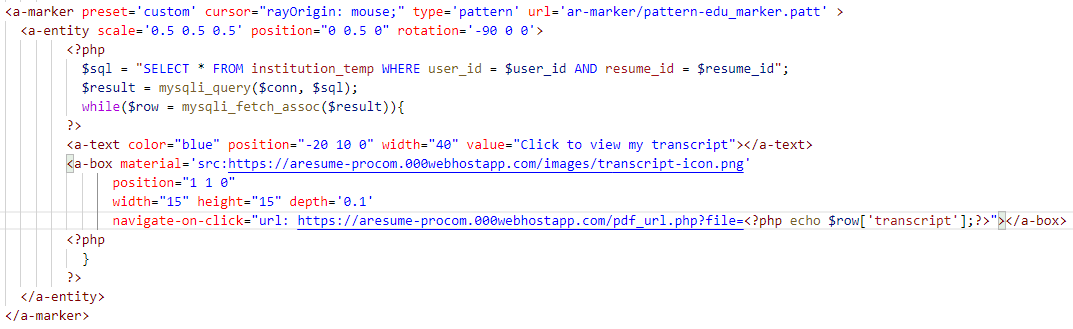 <a-marker preset='custom' cursor="rayOrigin: mouse;" type='pattern' url='ar-marker/pattern-edu_marker.patt' >
<a-entity scale='0.5 0.5 0.5' position="0 0.5 0" rotation='-90 0 0'>
<?php
$sql = "SELECT * FROM institution_temp WHERE user_id = $user_id AND resume_id = $resume_id";
$result = mysqli_query($conn, $sql);
while($row = mysqli_fetch_assoc($result)){
?>
<a-text color="blue" position="-20 10 0" width="40" value="Click to view my transcript"></a-text>
<a-box material='src:https://aresume-procom.000webhostapp.com/images/transcript-icon.png'
position="1 1 0"
width="15" height="15" depth='0.1'
navigate-on-click="url: https://aresume-procom.000webhostapp.com/pdf_url.php?file=<?php echo $row['transcript'];?>"></a-box>
<?php
}
?>
</a-entity>
</a-marker>